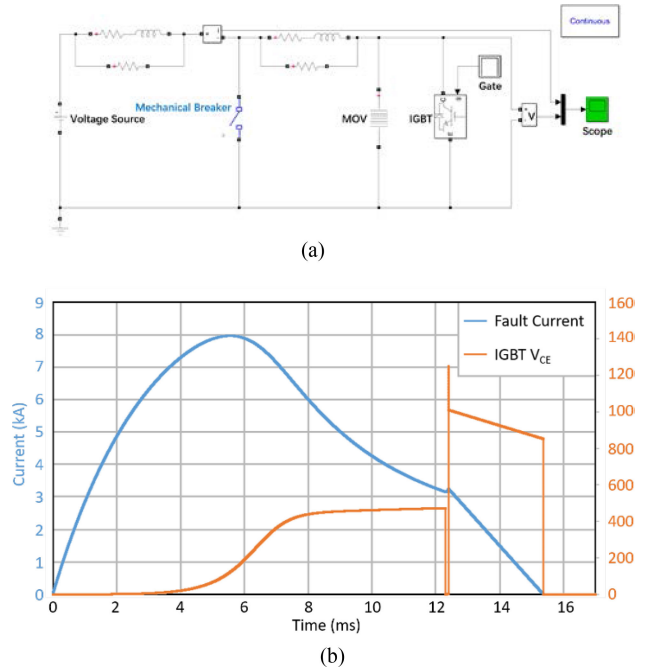 Continuous
Gate
Mechanical Breaker
Voltage Source
MOV
IGBT
V
Scope
(a)
9 1600
8 1400
7 1200
6 1000
5 800
4 600
3 400
2 200
1 0
0
Fault Current
IGBT VCE
Current (kA)
0 2 4 6 8 10 12 14 16
Time (ms)
(b)